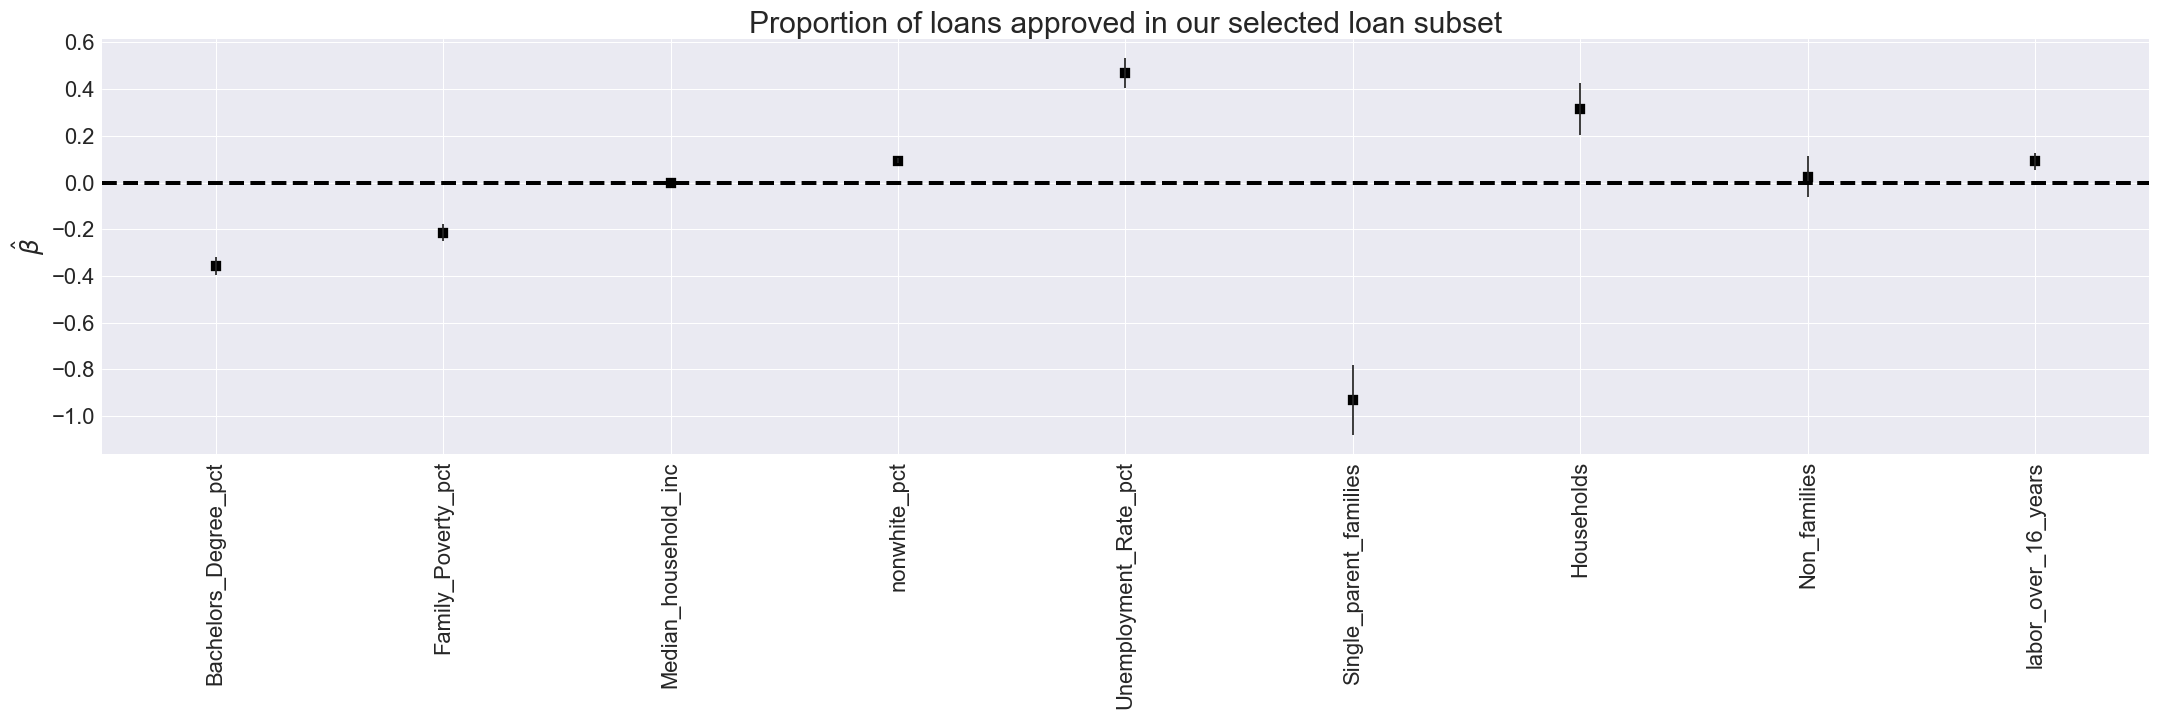 Proportion of loans approved in our selected loan subset
0.6
0.4
0.2
0.0
−0.2
−0.4
−0.6
−0.8
−1.0
β̂
Bachelors_Degree_pct
Family_Poverty_pct
Median_household_inc
nonwhite_pct
Unemployment_Rate_pct
Single_parent_families
Households
Non_families
labor_over_16_years